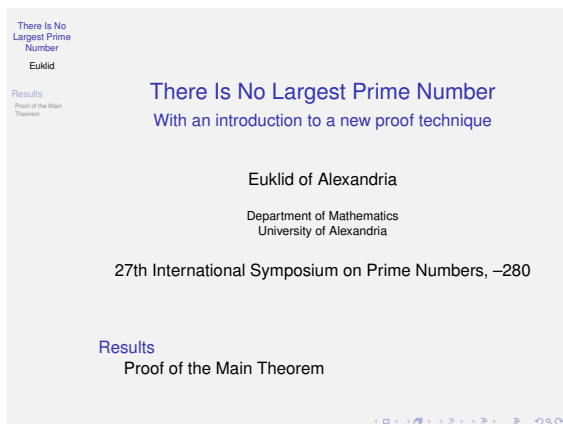 There Is No
Largest Prime
Number
Euklid
Results
Proof of the Main
Theorem
There Is No Largest Prime Number
With an introduction to a new proof technique
Euklid of Alexandria
Department of Mathematics
University of Alexandria
27th International Symposium on Prime Numbers, –280
Results
Proof of the Main Theorem